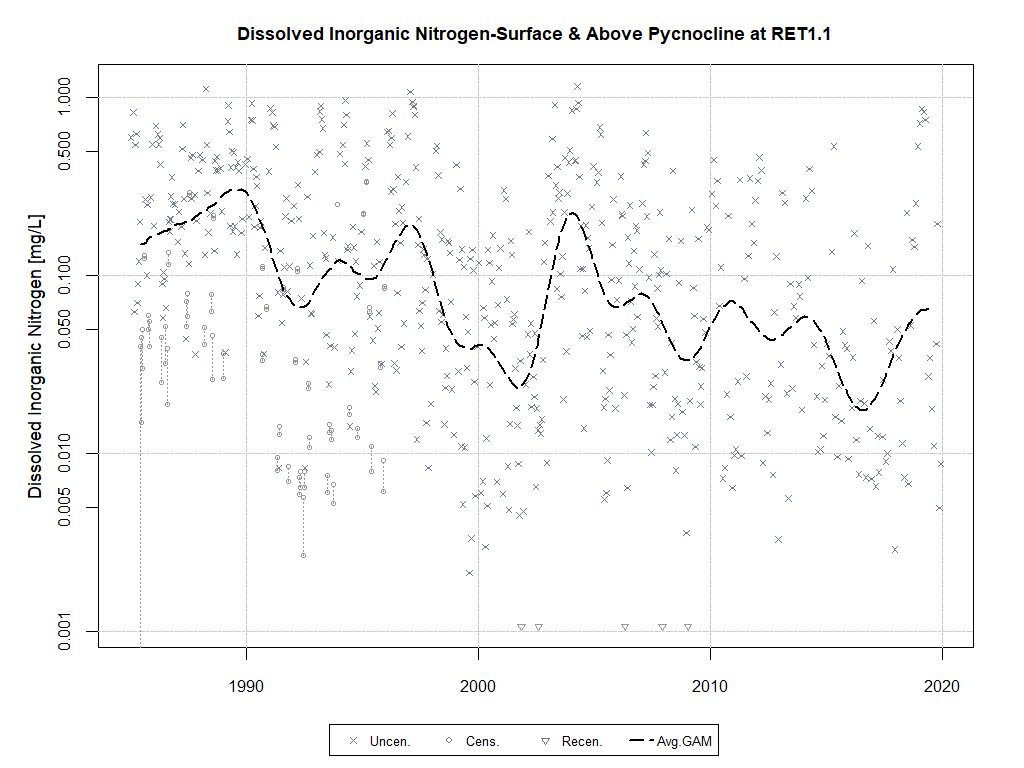 Dissolved Inorganic Nitrogen-Surface & Above Pycnocline at RET1.1
Dissolved Inorganic Nitrogen [mg/L]
1.000
0.500
0.100
0.050
0.010
0.005
0.001
1990 2000 2010 2020
Uncen. Cens. Recen. Avg.GAM